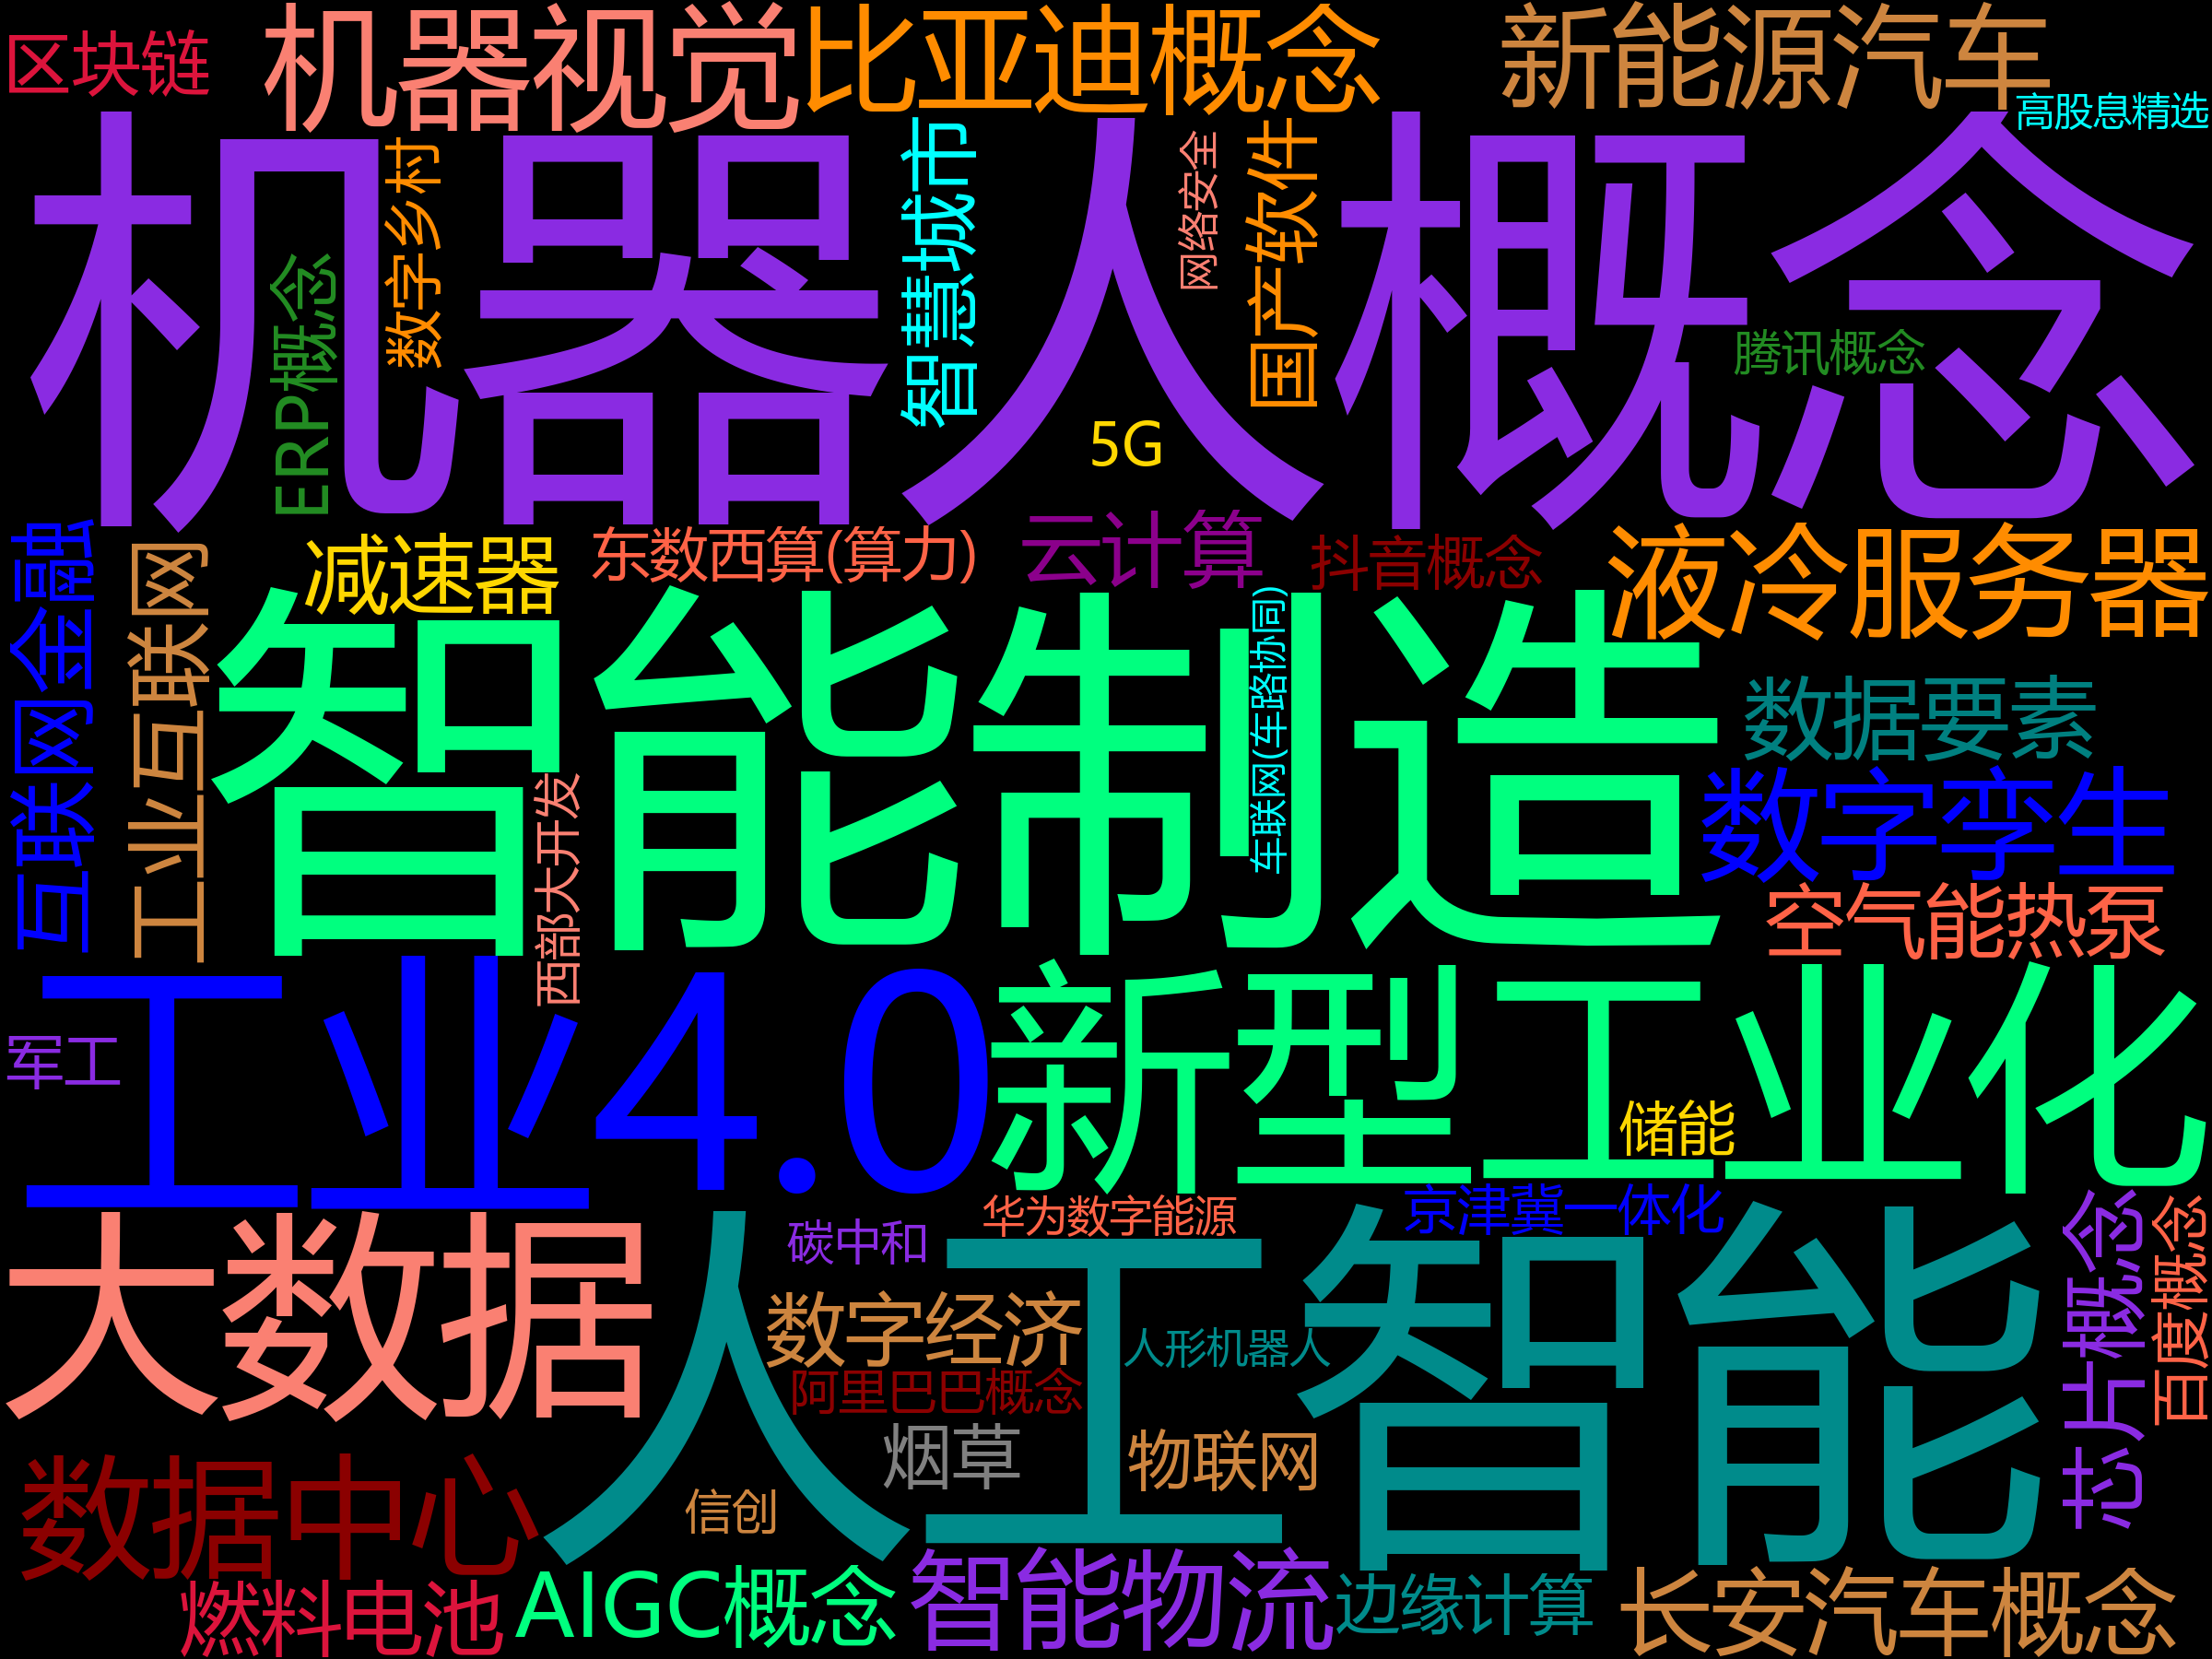 区块链
机器视觉
比亚迪概念
新能源汽车
高股息精选
机器人概念
ERP概念
数字乡村
智慧城市
网络安全
国产软件
腾讯概念
5G
互联网金融
工业互联网
减速器
东数西算(算力)
云计算
抖音概念
液冷服务器
智能制造
车联网(车路协同)
数据要素
数字孪生
西部大开发
空气能热泵
工业4.0
新型工业化
军工
储能
华为数字能源
京津冀一体化
碳中和
大数据
人工智能
芯片概念
百度概念
数字经济
人形机器人
阿里巴巴概念
烟草
物联网
数据中心
信创
燃料电池
AIGC概念
智能物流
边缘计算
长安汽车概念